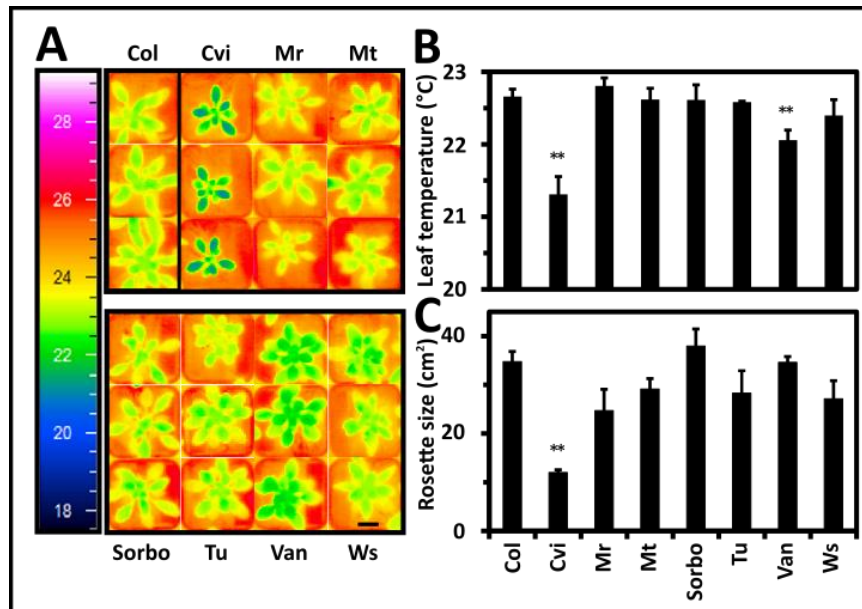 A
Col Cvi Mr Mt
28
26
24
22
20
18
Sorbo Tu Van Ws
B
Leaf temperature (°C)
23
22
21
20
**
**
C
Rosette size (cm²)
40
20
0
**
Col
Cvi
Mr
Mt
Sorbo
Tu
Van
Ws